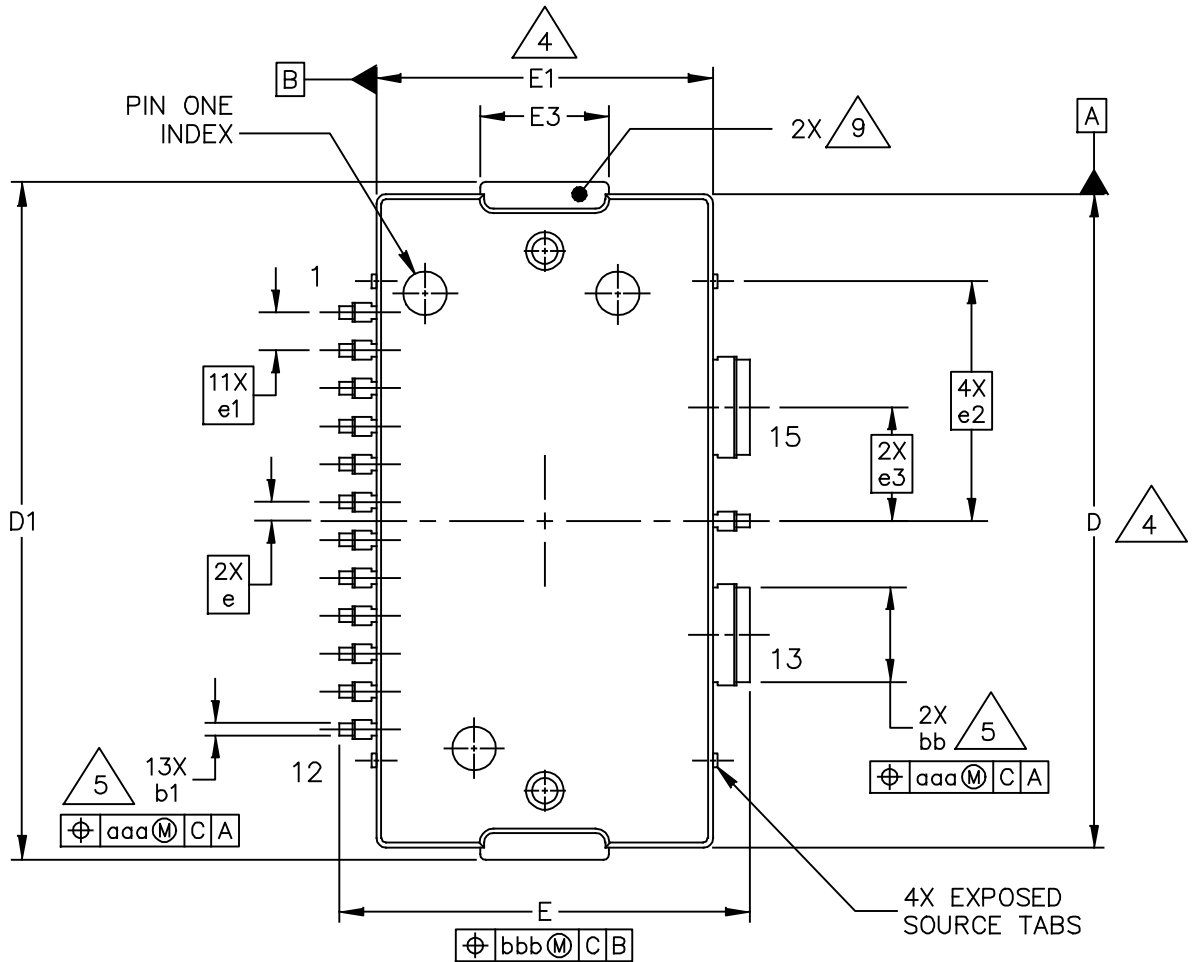 4
B
E1
PIN ONE
INDEX
E3
2X 9
A
1
11X
e1
4X
e2
15
2X
e3
D1
D 4
2X
e
13
2X
bb 5
⌖ aaa Ⓜ C A
5 13X
b1
12
⌖ aaa Ⓜ C A
4X EXPOSED
SOURCE TABS
E
⌖ bbb Ⓜ C B